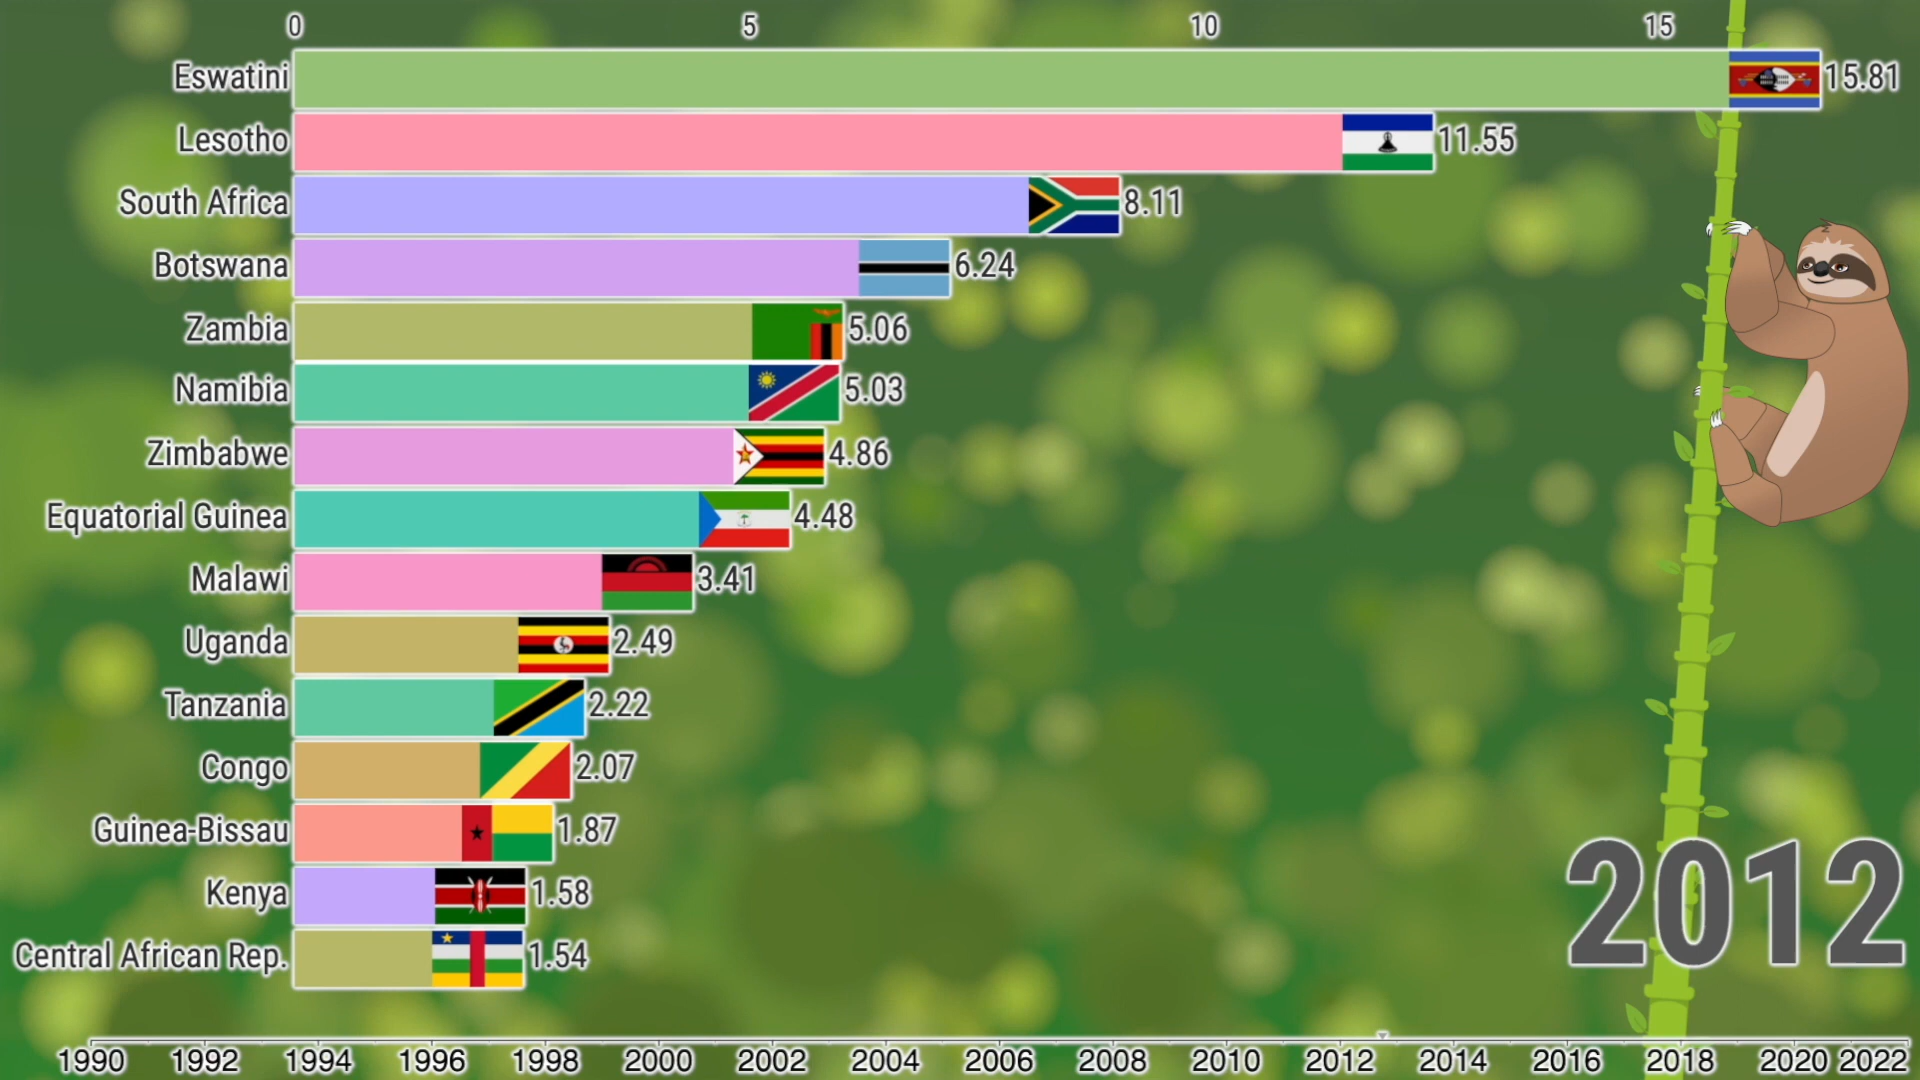 0 5 10 15
Eswatini 15.81
Lesotho 11.55
South Africa 8.11
Botswana 6.24
Zambia 5.06
Namibia 5.03
Zimbabwe 4.86
Equatorial Guinea 4.48
Malawi 3.41
Uganda 2.49
Tanzania 2.22
Congo 2.07
Guinea-Bissau 1.87
Kenya 1.58
Central African Rep. 1.54
2012
1990 1992 1994 1996 1998 2000 2002 2004 2006 2008 2010 2012 2014 2016 2018 2020 2022